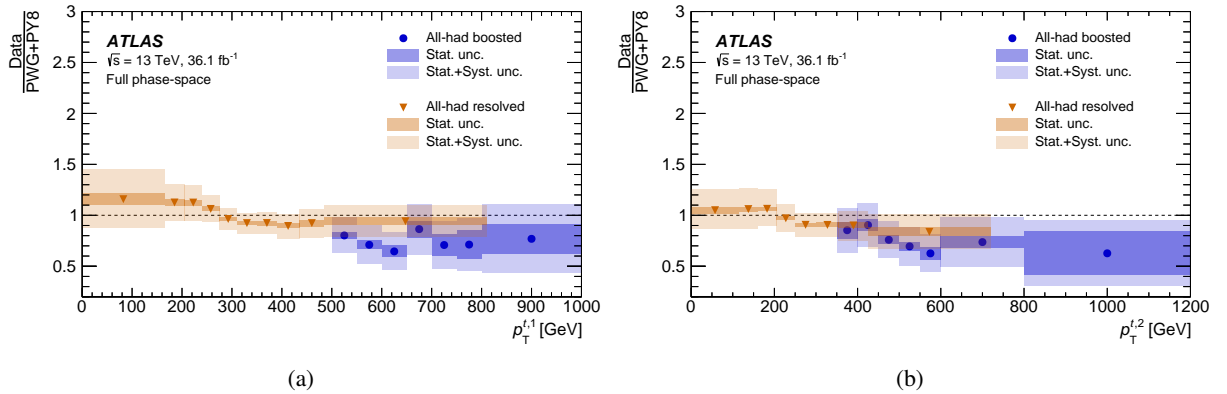 Data
PWG+PY8
3
2.5
2
1.5
1
0.5
ATLAS
√s = 13 TeV, 36.1 fb⁻¹
Full phase-space
All-had boosted
Stat. unc.
Stat.+Syst. unc.
All-had resolved
Stat. unc.
Stat.+Syst. unc.
0 100 200 300 400 500 600 700 800 900 1000
p_T^{t,1} [GeV]
(a)
Data
PWG+PY8
3
2.5
2
1.5
1
0.5
ATLAS
√s = 13 TeV, 36.1 fb⁻¹
Full phase-space
All-had boosted
Stat. unc.
Stat.+Syst. unc.
All-had resolved
Stat. unc.
Stat.+Syst. unc.
0 200 400 600 800 1000 1200
p_T^{t,2} [GeV]
(b)